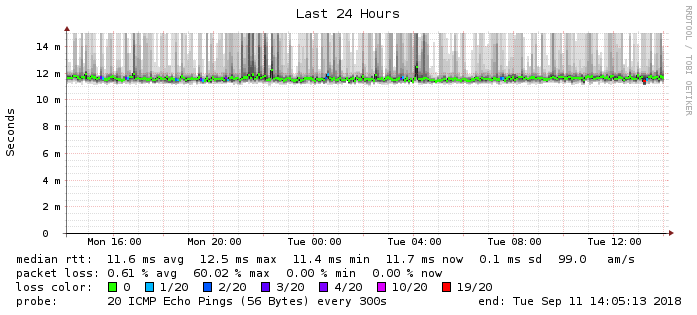 Last 24 Hours
RRDTOOL / TOBI OETIKER
Seconds
14 m
12 m
10 m
8 m
6 m
4 m
2 m
0
Mon 16:00 Mon 20:00 Tue 00:00 Tue 04:00 Tue 08:00 Tue 12:00
median rtt: 11.6 ms avg 12.5 ms max 11.4 ms min 11.7 ms now 0.1 ms sd 99.0 am/s
packet loss: 0.61 % avg 60.02 % max 0.00 % min 0.00 % now
loss color: 0 1/20 2/20 3/20 4/20 10/20 19/20
probe: 20 ICMP Echo Pings (56 Bytes) every 300s end: Tue Sep 11 14:05:13 2018